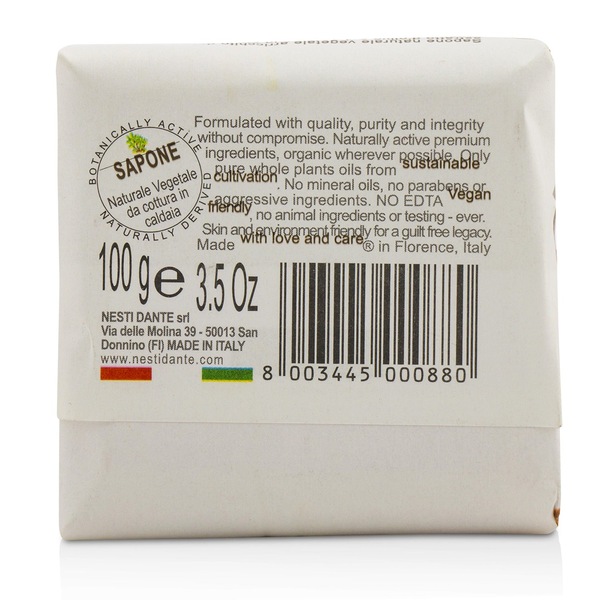 Sapone naturale vegetale
BOTANICALLY ACTIVE
SAPONE
Naturale Vegetale
da cottura in
caldaia
NATURALLY DERIVED
Formulated with quality, purity and integrity
without compromise. Naturally active premium
ingredients, organic wherever possible. Only
pure whole plants oils from sustainable
cultivation. No mineral oils, no parabens or
aggressive ingredients. NO EDTA Vegan
friendly, no animal ingredients or testing - ever.
Skin and environment friendly for a guilt free legacy.
Made with love and care® in Florence, Italy
100 g e 3.5 Oz
NESTI DANTE srl
Via delle Molina 39 - 50013 San
Donnino (FI) MADE IN ITALY
www.nestidante.com
8 003445 000880